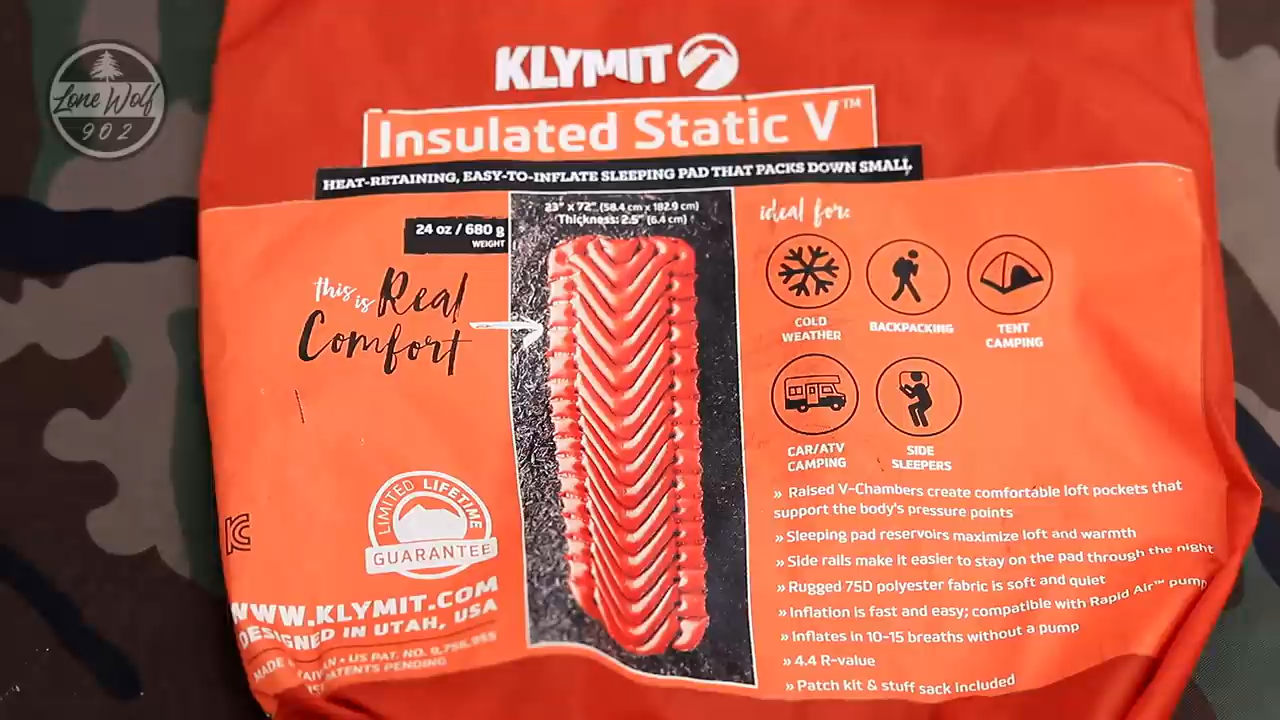 Lone Wolf
902
KLYMIT
Insulated Static V™
HEAT-RETAINING, EASY-TO-INFLATE SLEEPING PAD THAT PACKS DOWN SMALL
24 oz / 680 g
WEIGHT
this is Real
Comfort
LIMITED LIFETIME
GUARANTEE
WWW.KLYMIT.COM
DESIGNED IN UTAH, USA
MADE
US PAT. NO.
PATENTS PENDING
23" x 72" (58.4 cm x 182.9 cm)
Thickness: 2.5" (6.4 cm)
ideal for:
COLD
WEATHER
BACKPACKING
TENT
CAMPING
CAR/ATV
CAMPING
SIDE
SLEEPERS
» Raised V-Chambers create comfortable loft pockets that
support the body's pressure points
» Sleeping pad reservoirs maximize loft and warmth
» Side rails make it easier to stay on the pad through the night
» Rugged 75D polyester fabric is soft and quiet
» Inflation is fast and easy; compatible with Rapid Air™ pump
» Inflates in 10-15 breaths without a pump
» 4.4 R-value
» Patch kit & stuff sack included